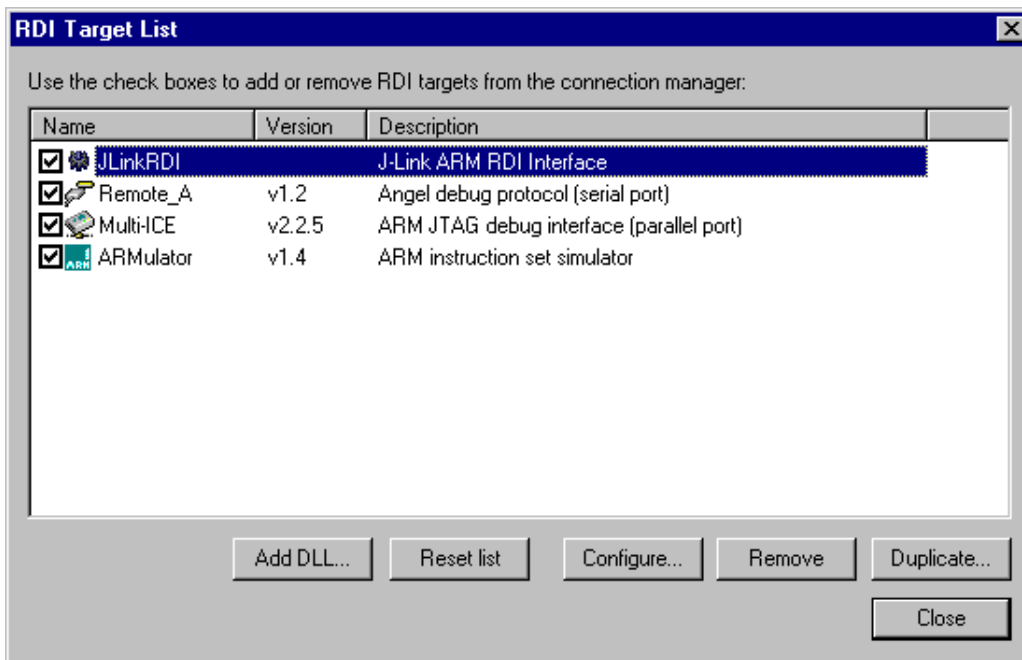 RDI Target List
Use the check boxes to add or remove RDI targets from the connection manager:
Name Version Description
JLinkRDI J-Link ARM RDI Interface
Remote_A v1.2 Angel debug protocol (serial port)
Multi-ICE v2.2.5 ARM JTAG debug interface (parallel port)
ARM ARMulator v1.4 ARM instruction set simulator
Add DLL... Reset list Configure... Remove Duplicate...
Close